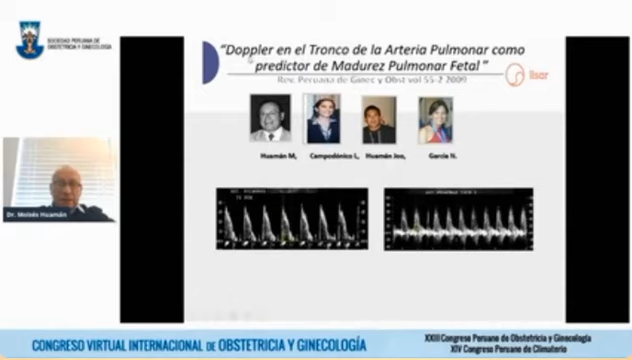 SOCIEDAD PERUANA DE
OBSTETRICIA Y GINECOLOGÍA
"Doppler en el Tronco de la Arteria Pulmonar como
predictor de Madurez Pulmonar Fetal"
Rev. Peruana de Ginec y Obst vol 55-2 2009
Ilsar
Huamán M,
Campodónico L,
Huamán Joo,
García N.
Dr. Moisés Huamán
CONGRESO VIRTUAL INTERNACIONAL DE OBSTETRICIA Y GINECOLOGÍA
XXIII Congreso Peruano de Obstetricia y Ginecología
XIV Congreso Peruano de Climaterio